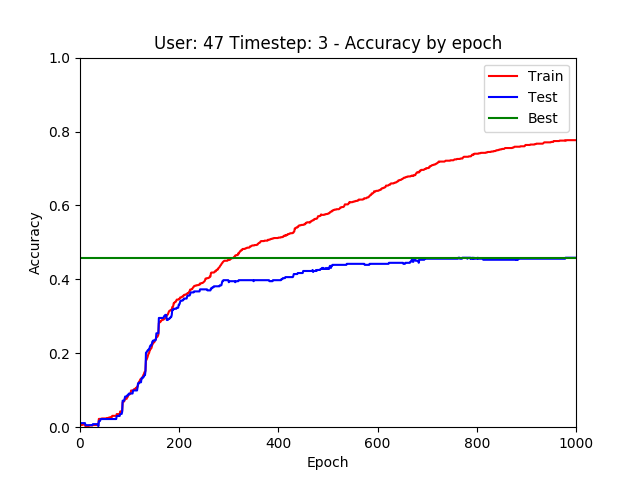 User: 47 Timestep: 3 - Accuracy by epoch
1.0
0.8
0.6
0.4
0.2
0.0
Accuracy
Train
Test
Best
0 200 400 600 800 1000
Epoch